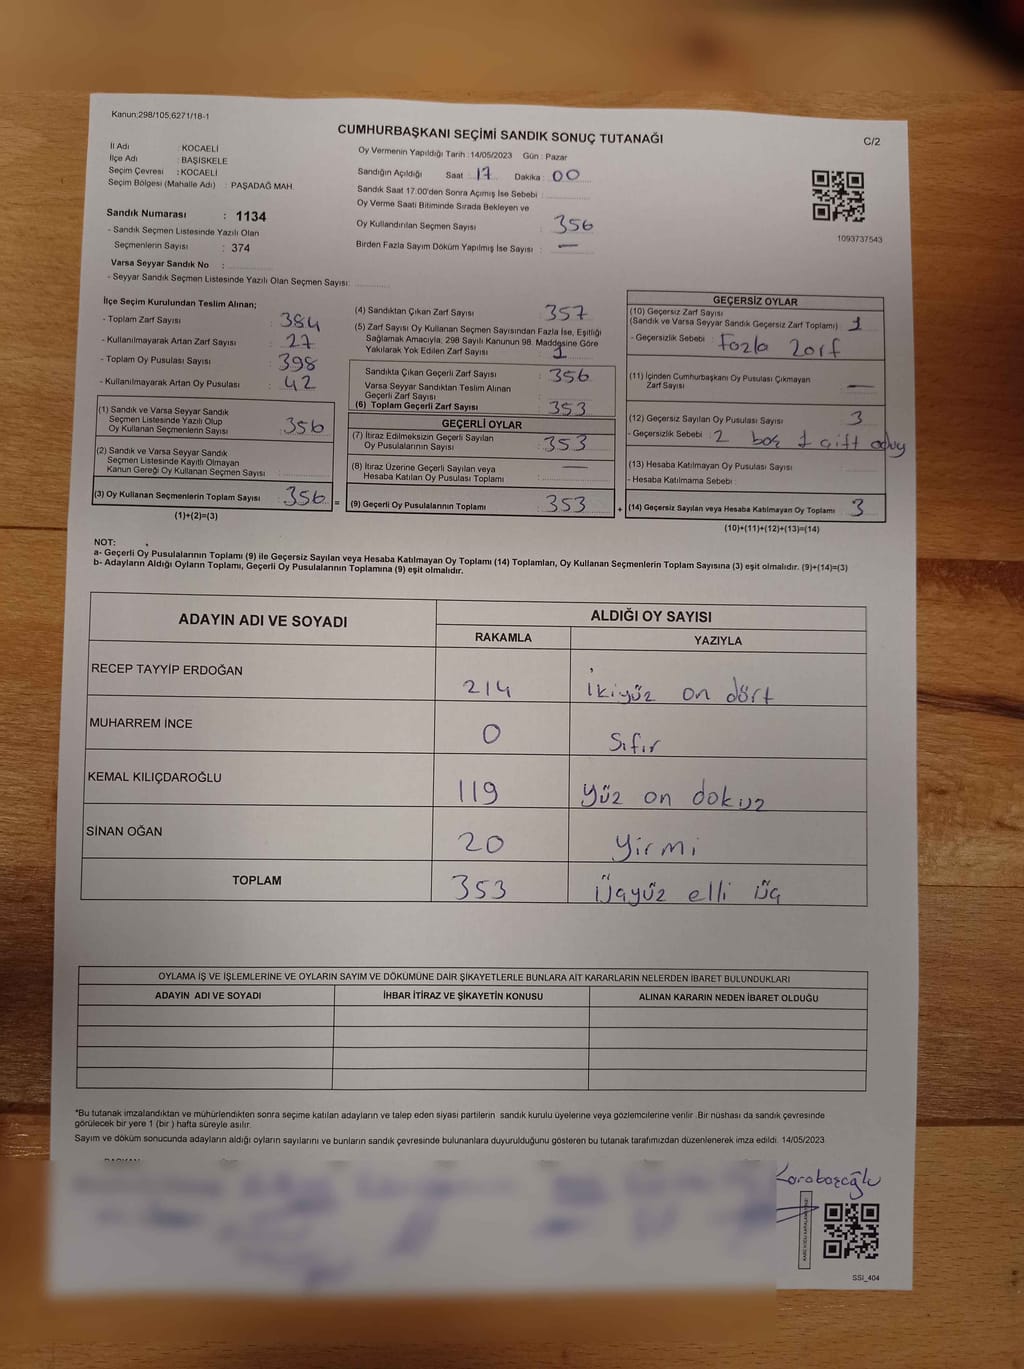 Kanun:298/105,6271/18-1
CUMHURBAŞKANI SEÇİMİ SANDIK SONUÇ TUTANAĞI
C/2
İl Adı : KOCAELİ
İlçe Adı : BAŞİSKELE
Seçim Çevresi : KOCAELİ
Seçim Bölgesi (Mahalle Adı) : PAŞADAĞ MAH.
Sandık Numarası : 1134
- Sandık Seçmen Listesinde Yazılı Olan
Seçmenlerin Sayısı : 374
Varsa Seyyar Sandık No :
- Seyyar Sandık Seçmen Listesinde Yazılı Olan Seçmen Sayısı:
Oy Vermenin Yapıldığı Tarih :14/05/2023 Gün : Pazar
Sandığın Açıldığı Saat : 17 Dakika : 00
Sandık Saat 17:00'den Sonra Açımış İse Sebebi :
Oy Verme Saati Bitiminde Sırada Bekleyen ve
Oy Kullandırılan Seçmen Sayısı : 356
Birden Fazla Sayım Döküm Yapılmış İse Sayısı : —
1093737543
İlçe Seçim Kurulundan Teslim Alınan;
- Toplam Zarf Sayısı : 384
- Kullanılmayarak Artan Zarf Sayısı : 27
- Toplam Oy Pusulası Sayısı : 398
- Kullanılmayarak Artan Oy Pusulası : 42
(1) Sandık ve Varsa Seyyar Sandık
Seçmen Listesinde Yazılı Olup
Oy Kullanan Seçmenlerin Sayısı : 356
(2) Sandık ve Varsa Seyyar Sandık
Seçmen Listesinde Kayıtlı Olmayan
Kanun Gereği Oy Kullanan Seçmen Sayısı :
(3) Oy Kullanan Seçmenlerin Toplam Sayısı : 356 =
(1)+(2)=(3)
(4) Sandıktan Çıkan Zarf Sayısı : 357
(5) Zarf Sayısı Oy Kullanan Seçmen Sayısından Fazla İse, Eşitliği
Sağlamak Amacıyla; 298 Sayılı Kanunun 98. Maddesine Göre
Yakılarak Yok Edilen Zarf Sayısı : 1
Sandıkta Çıkan Geçerli Zarf Sayısı : 356
Varsa Seyyar Sandıktan Teslim Alınan
Geçerli Zarf Sayısı :
(6) Toplam Geçerli Zarf Sayısı : 353
GEÇERLİ OYLAR
(7) İtiraz Edilmeksizin Geçerli Sayılan
Oy Pusulalarının Sayısı : 353
(8) İtiraz Üzerine Geçerli Sayılan veya
Hesaba Katılan Oy Pusulası Toplamı : —
(9) Geçerli Oy Pusulalarının Toplamı : 353 +
GEÇERSİZ OYLAR
(10) Geçersiz Zarf Sayısı
(Sandık ve Varsa Seyyar Sandık Geçersiz Zarf Toplamı) : 1
- Geçersizlik Sebebi : fazla zarf
(11) İçinden Cumhurbaşkanı Oy Pusulası Çıkmayan
Zarf Sayısı : —
(12) Geçersiz Sayılan Oy Pusulası Sayısı : 3
- Geçersizlik Sebebi : 2 boş 1 çift
(13) Hesaba Katılmayan Oy Pusulası Sayısı :
- Hesaba Katılmama Sebebi :
(14) Geçersiz Sayılan veya Hesaba Katılmayan Oy Toplamı : 3
(10)+(11)+(12)+(13)=(14)
NOT:
a- Geçerli Oy Pusulalarının Toplamı (9) ile Geçersiz Sayılan veya Hesaba Katılmayan Oy Toplamı (14) Toplamları, Oy Kullanan Seçmenlerin Toplam Sayısına (3) eşit olmalıdır. (9)+(14)=(3)
b- Adayların Aldığı Oyların Toplamı, Geçerli Oy Pusulalarının Toplamına (9) eşit olmalıdır.
ADAYIN ADI VE SOYADI
ALDIĞI OY SAYISI
RAKAMLA YAZIYLA
RECEP TAYYİP ERDOĞAN 214 İkiyüz on dört
MUHARREM İNCE 0 Sıfır
KEMAL KILIÇDAROĞLU 119 Yüz on dokuz
SİNAN OĞAN 20 Yirmi
TOPLAM 353 Üçyüz elli üç
OYLAMA İŞ VE İŞLEMLERİNE VE OYLARIN SAYIM VE DÖKÜMÜNE DAİR ŞİKAYETLERLE BUNLARA AİT KARARLARIN NELERDEN İBARET BULUNDUKLARI
ADAYIN ADI VE SOYADI İHBAR İTİRAZ VE ŞİKAYETİN KONUSU ALINAN KARARIN NEDEN İBARET OLDUĞU
*Bu tutanak imzalandıktan ve mühürlendikten sonra seçime katılan adayların ve talep eden siyasi partilerin sandık kurulu üyelerine veya gözlemcilerine verilir .Bir nüshası da sandık çevresinde
görülecek bir yere 1 (bir ) hafta süreyle asılır.
Sayım ve döküm sonucunda adayların aldığı oyların sayılarını ve bunların sandık çevresinde bulunanlara duyurulduğunu gösteren bu tutanak tarafımızdan düzenlenerek imza edildi. 14/05/2023
SSI_404